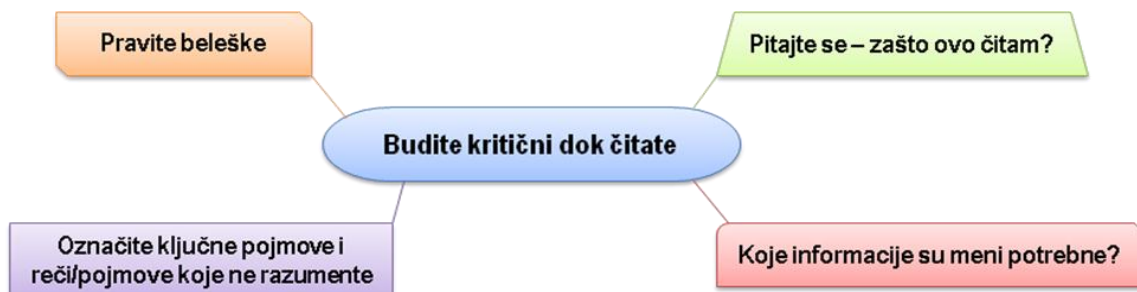 Pravite beleške
Pitajte se – zašto ovo čitam?
Budite kritični dok čitate
Označite ključne pojmove i
reči/pojmove koje ne razumente
Koje informacije su meni potrebne?